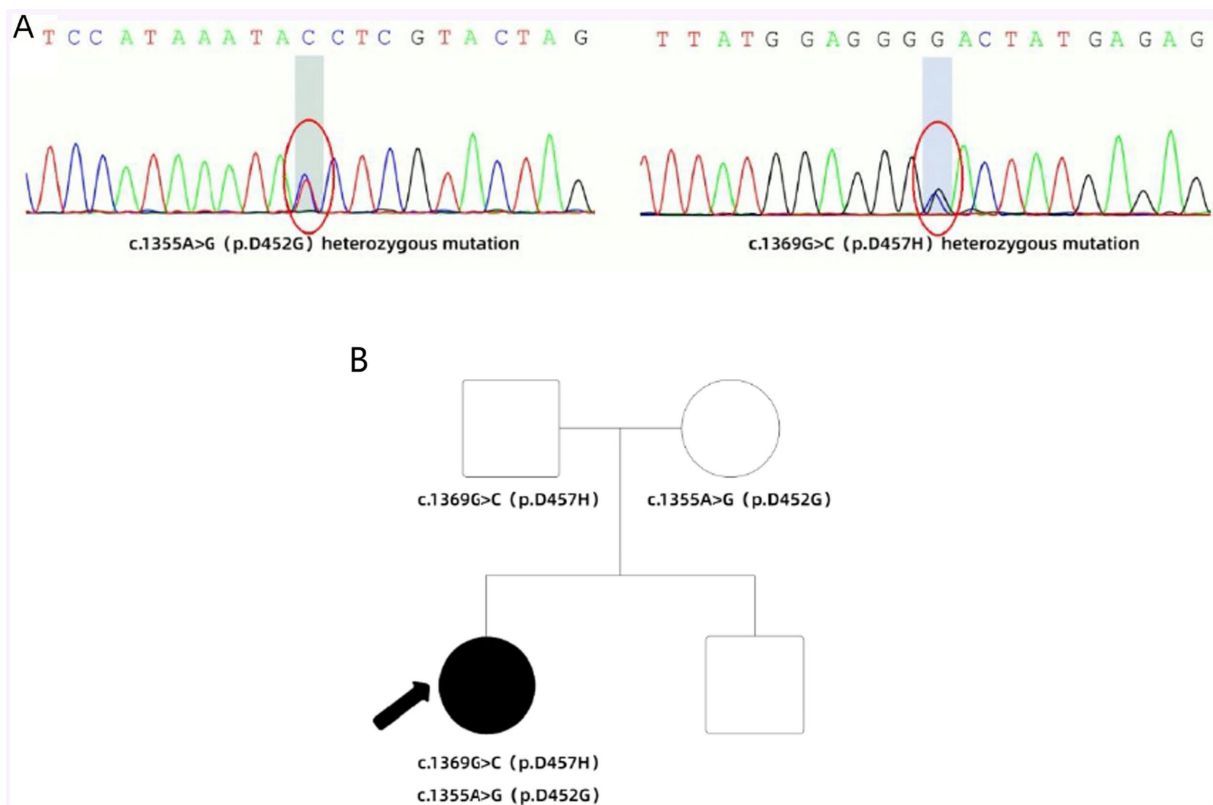 A
T C C A T A A A T A C C T C G T A C T A G
T T A T G G A G G G G A C T A T G A G A G
c.1355A>G (p.D452G) heterozygous mutation
c.1369G>C (p.D457H) heterozygous mutation
B
c.1369G>C (p.D457H)
c.1355A>G (p.D452G)
c.1369G>C (p.D457H)
c.1355A>G (p.D452G)